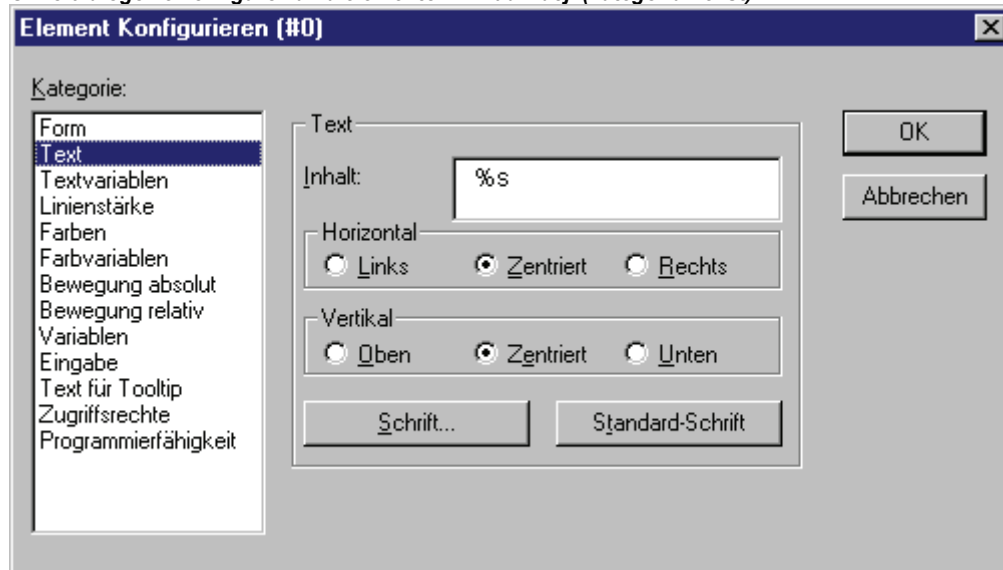 Element Konfigurieren (#0)
Kategorie:
Form
Text
Textvariablen
Linienstärke
Farben
Farbvariablen
Bewegung absolut
Bewegung relativ
Variablen
Eingabe
Text für Tooltip
Zugriffsrechte
Programmierfähigkeit
Text
Inhalt:
%s
Horizontal
Links Zentriert Rechts
Vertikal
Oben Zentriert Unten
Schrift... Standard-Schrift
OK
Abbrechen